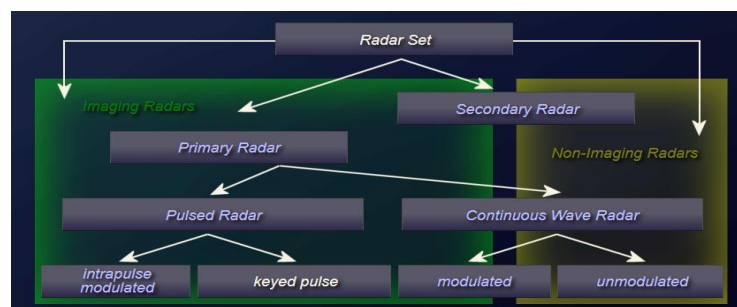 Radar Set
Imaging Radars
Secondary Radar
Primary Radar
Non-Imaging Radars
Pulsed Radar
Continuous Wave Radar
intrapulse
modulated
keyed pulse
modulated
unmodulated